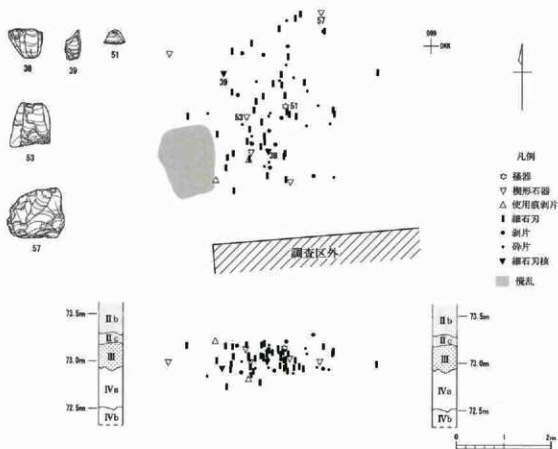 38
39
51
53
57
57
39
51
53
38
D89
DKK
調査区外
凡例
掻器
楔形石器
使用痕剥片
細石刃
剥片
砕片
細石刃核
攪乱
73.5m
73.0m
72.5m
Ⅱb
Ⅱc
Ⅲ
Ⅳa
Ⅳb
Ⅱb
Ⅱc
Ⅲ
Ⅳa
Ⅳb
73.5m
73.0m
72.5m
0 1 2m